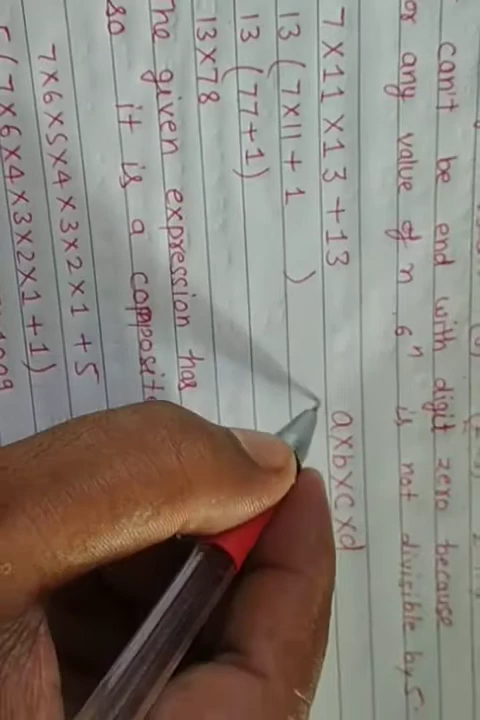 can't be end with digit zero because
or any value of n 6ⁿ is not divisible by 5.
7×11×13+13 a×b×c×d
13 (7×11+1 )
13 (77+1)
13×78
The given expression has
so it is a composite
7×6×5×4×3×2×1+5
5(7×6×4×3×2×1+1)